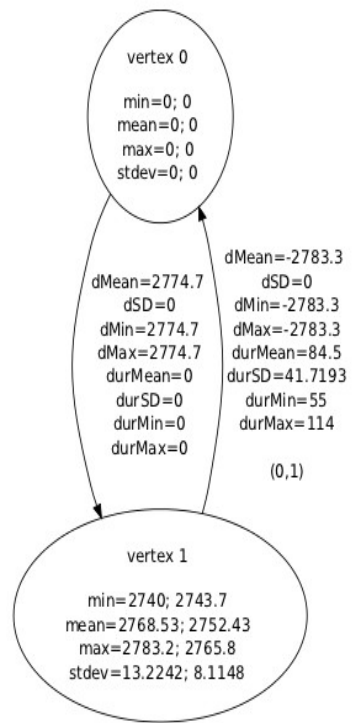 vertex 0
min=0; 0
mean=0; 0
max=0; 0
stdev=0; 0
dMean=2774.7
dSD=0
dMin=2774.7
dMax=2774.7
durMean=0
durSD=0
durMin=0
durMax=0
dMean=-2783.3
dSD=0
dMin=-2783.3
dMax=-2783.3
durMean=84.5
durSD=41.7193
durMin=55
durMax=114
(0,1)
vertex 1
min=2740; 2743.7
mean=2768.53; 2752.43
max=2783.2; 2765.8
stdev=13.2242; 8.1148